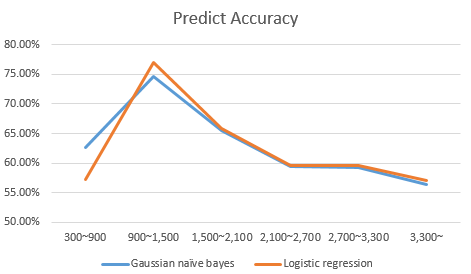 Predict Accuracy
80.00%
75.00%
70.00%
65.00%
60.00%
55.00%
50.00%
300~900 900~1,500 1,500~2,100 2,100~2,700 2,700~3,300 3,300~
Gaussian naïve bayes Logistic regression